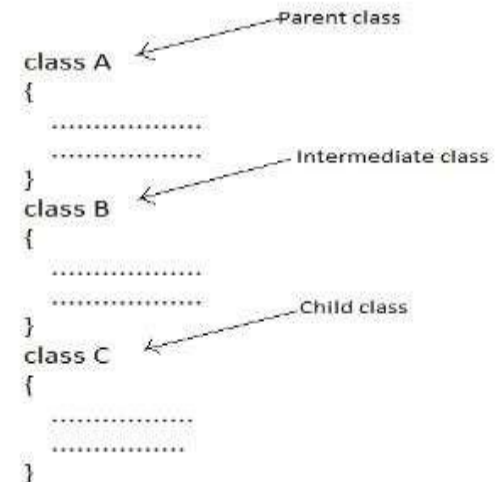 Parent class
class A
{
..................
..................
Intermediate class
}
class B
{
..................
..................
Child class
}
class C
{
.................
................
}